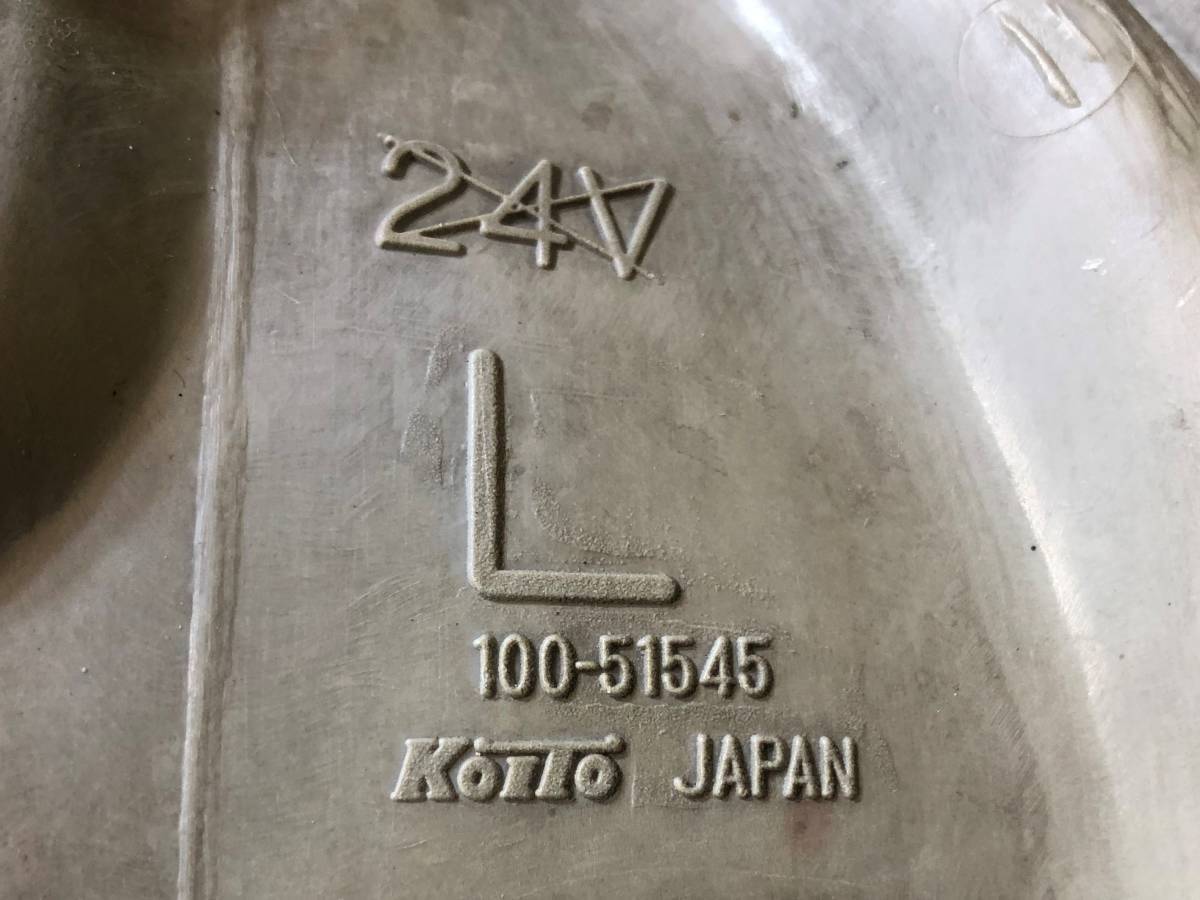 24V
L
100-51545
KOITO JAPAN